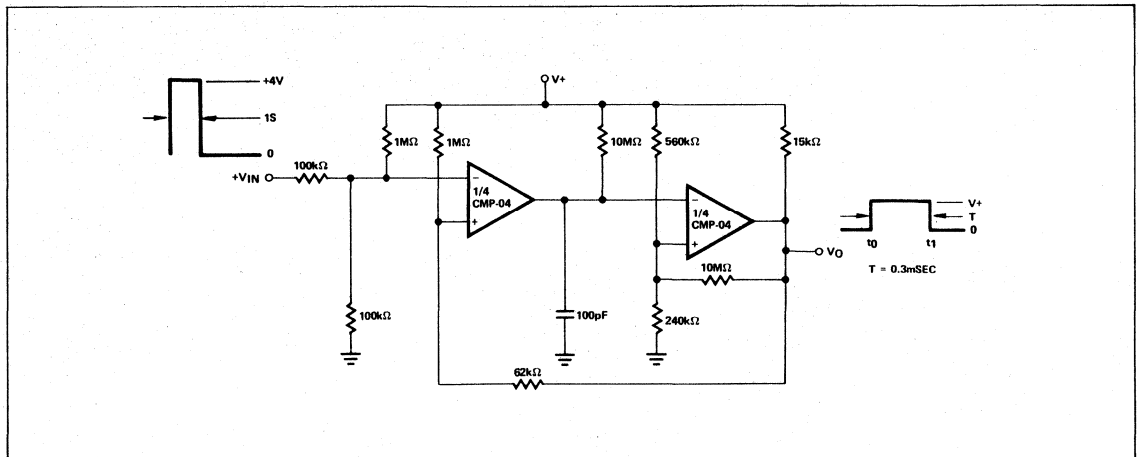 +4V
1S
0
V+
1MΩ
1MΩ
10MΩ
560kΩ
15kΩ
100kΩ
+VIN
1/4
CMP-04
−
+
1/4
CMP-04
−
+
V+
T
0
t0 t1
VO
T = 0.3mSEC
10MΩ
100kΩ
100pF
240kΩ
62kΩ